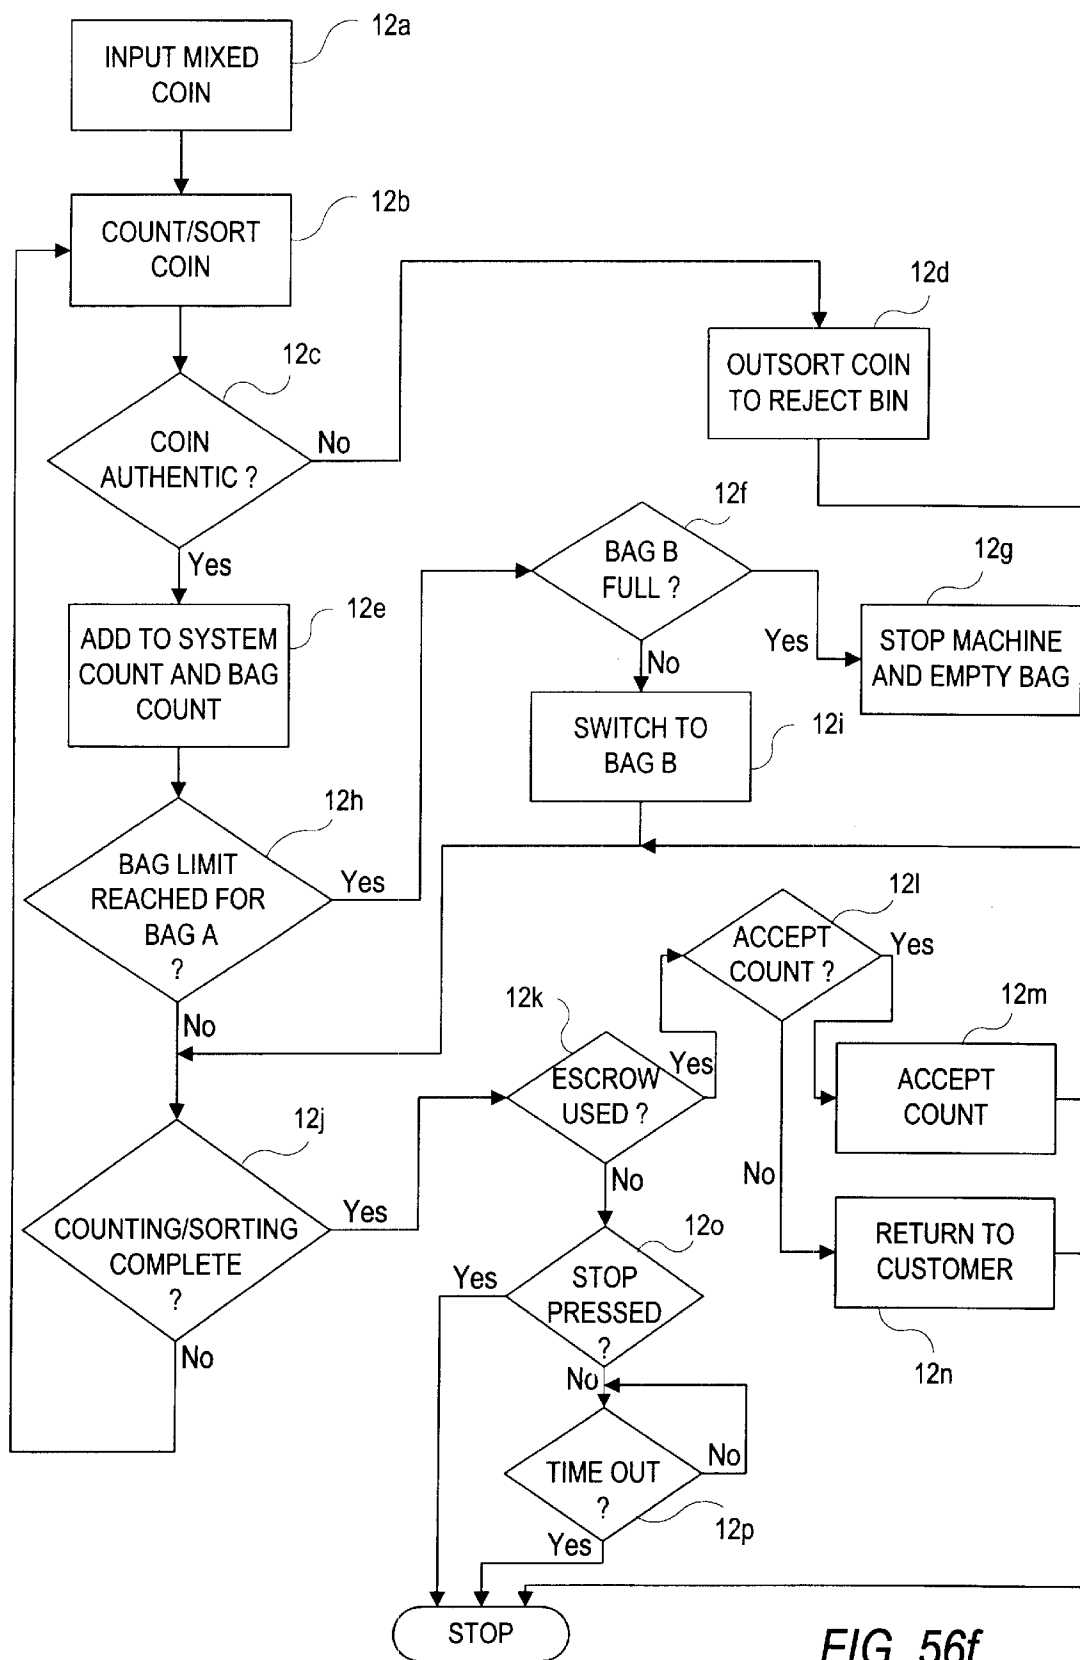 12a
INPUT MIXED
COIN
12b
COUNT/SORT
COIN
12c
COIN
AUTHENTIC ?
No
12d
OUTSORT COIN
TO REJECT BIN
Yes
12e
ADD TO SYSTEM
COUNT AND BAG
COUNT
12f
BAG B
FULL ?
Yes
12g
STOP MACHINE
AND EMPTY BAG
No
SWITCH TO
BAG B
12i
12h
BAG LIMIT
REACHED FOR
BAG A
?
Yes
No
12j
COUNTING/SORTING
COMPLETE
?
Yes
No
12k
ESCROW
USED ?
Yes
No
12l
ACCEPT
COUNT ?
Yes
12m
ACCEPT
COUNT
No
RETURN TO
CUSTOMER
12n
12o
STOP
PRESSED
?
Yes
No
TIME OUT
?
No
12p
Yes
STOP
FIG. 56f